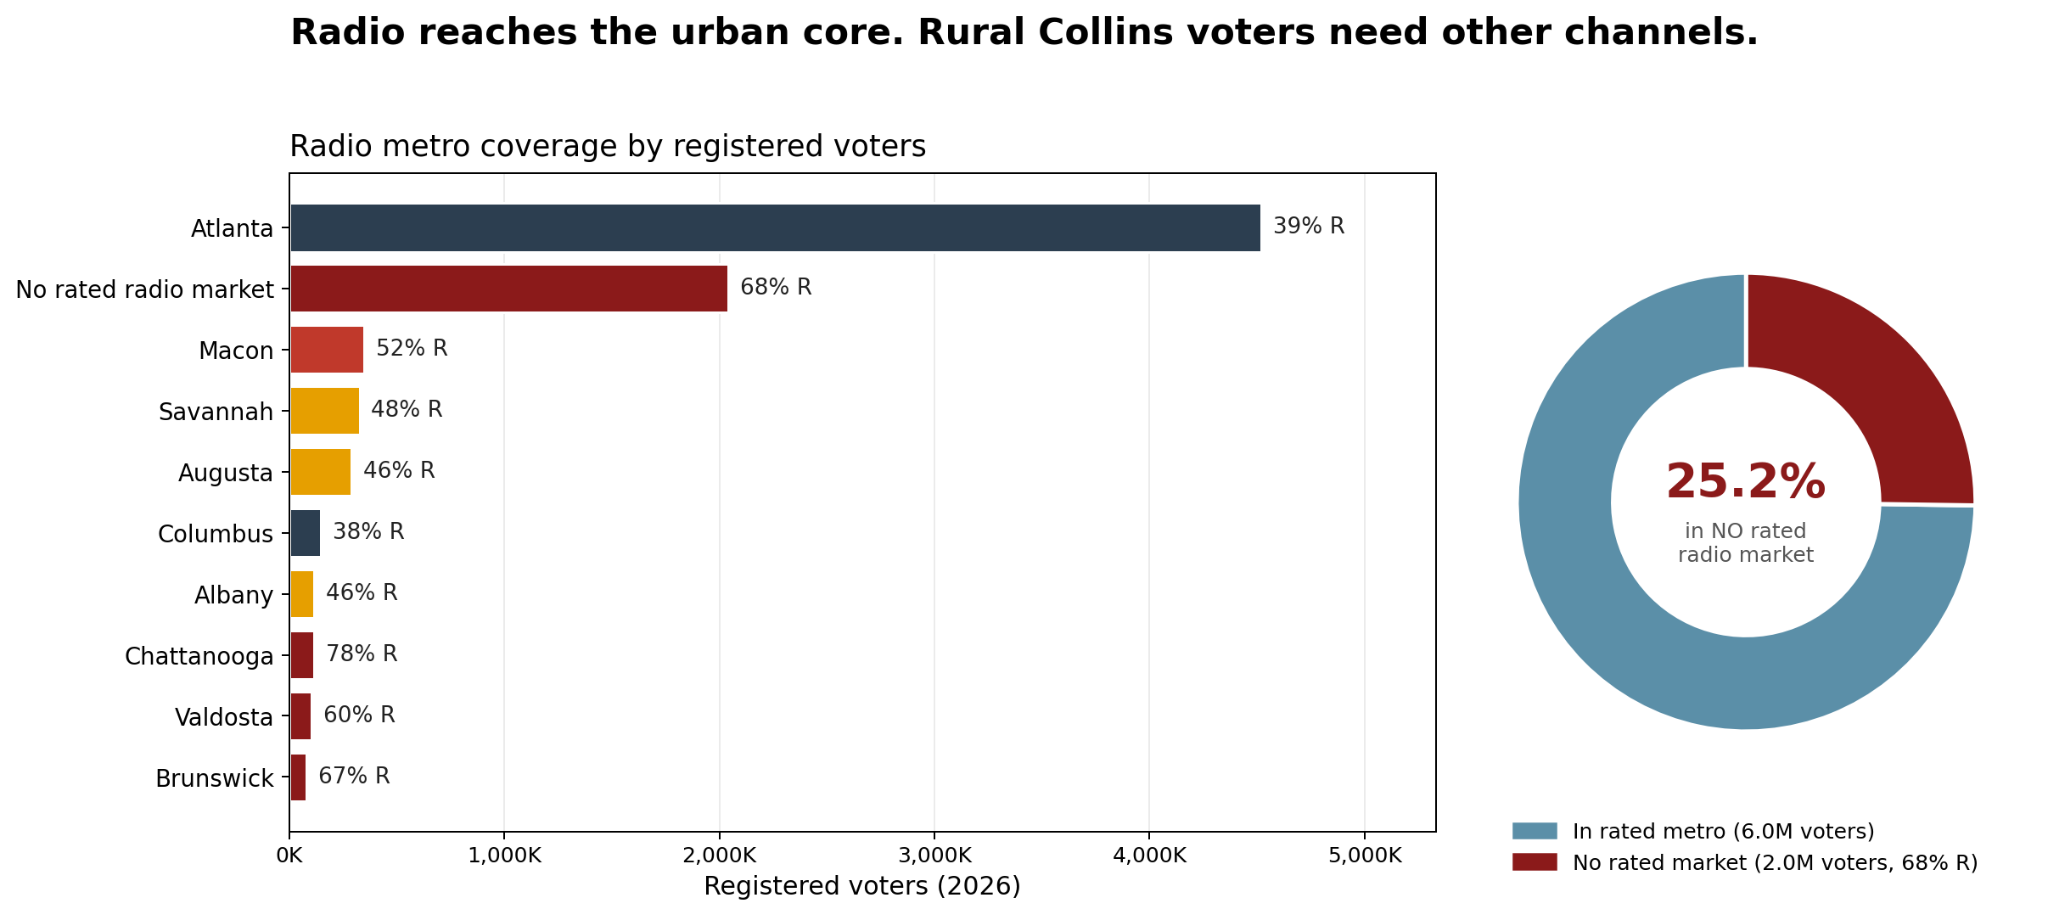 Radio reaches the urban core. Rural Collins voters need other channels.
Radio metro coverage by registered voters
Atlanta
39% R
No rated radio market
68% R
Macon
52% R
Savannah
48% R
Augusta
46% R
Columbus
38% R
Albany
46% R
Chattanooga
78% R
Valdosta
60% R
Brunswick
67% R
0K
1,000K
2,000K
3,000K
4,000K
5,000K
Registered voters (2026)
25.2%
in NO rated
radio market
In rated metro (6.0M voters)
No rated market (2.0M voters, 68% R)